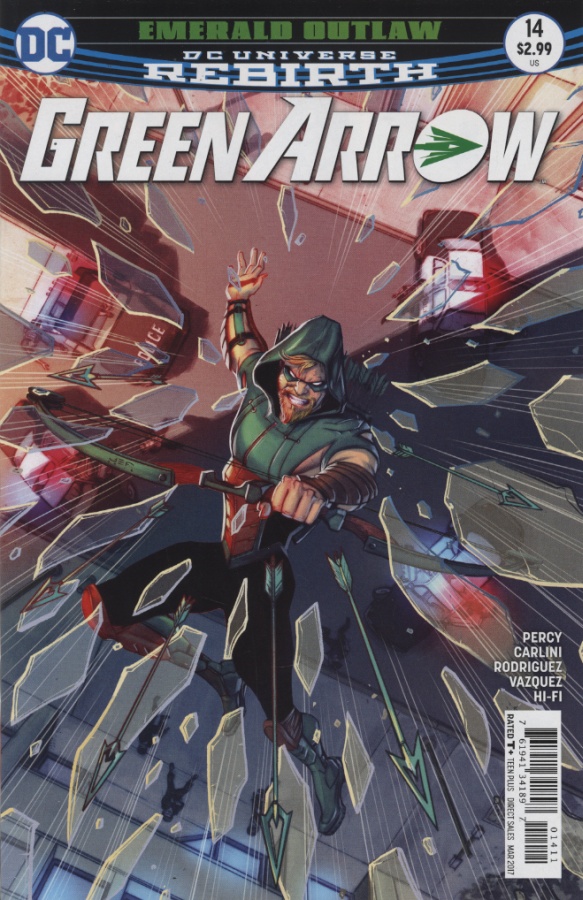 EMERALD OUTLAW
DC UNIVERSE
REBIRTH
DC
14
$2.99
US
GREEN ARROW
POLICE
PERCY
CARLINI
RODRIGUEZ
VAZQUEZ
HI-FI
RATED T+ TEEN PLUS DIRECT SALES MAR 2017
7 61941 34189 7
01411